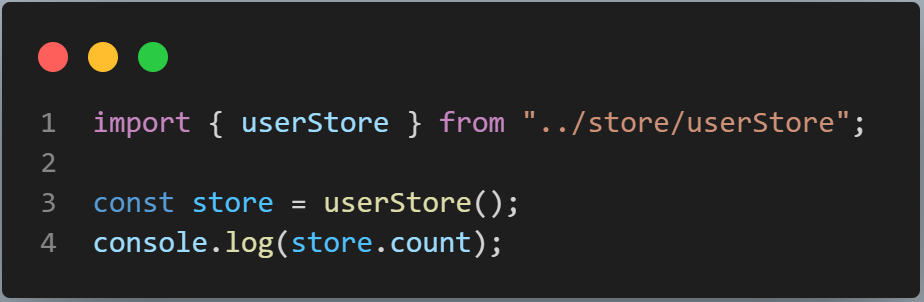 1 import { userStore } from "../store/userStore";
2
3 const store = userStore();
4 console.log(store.count);